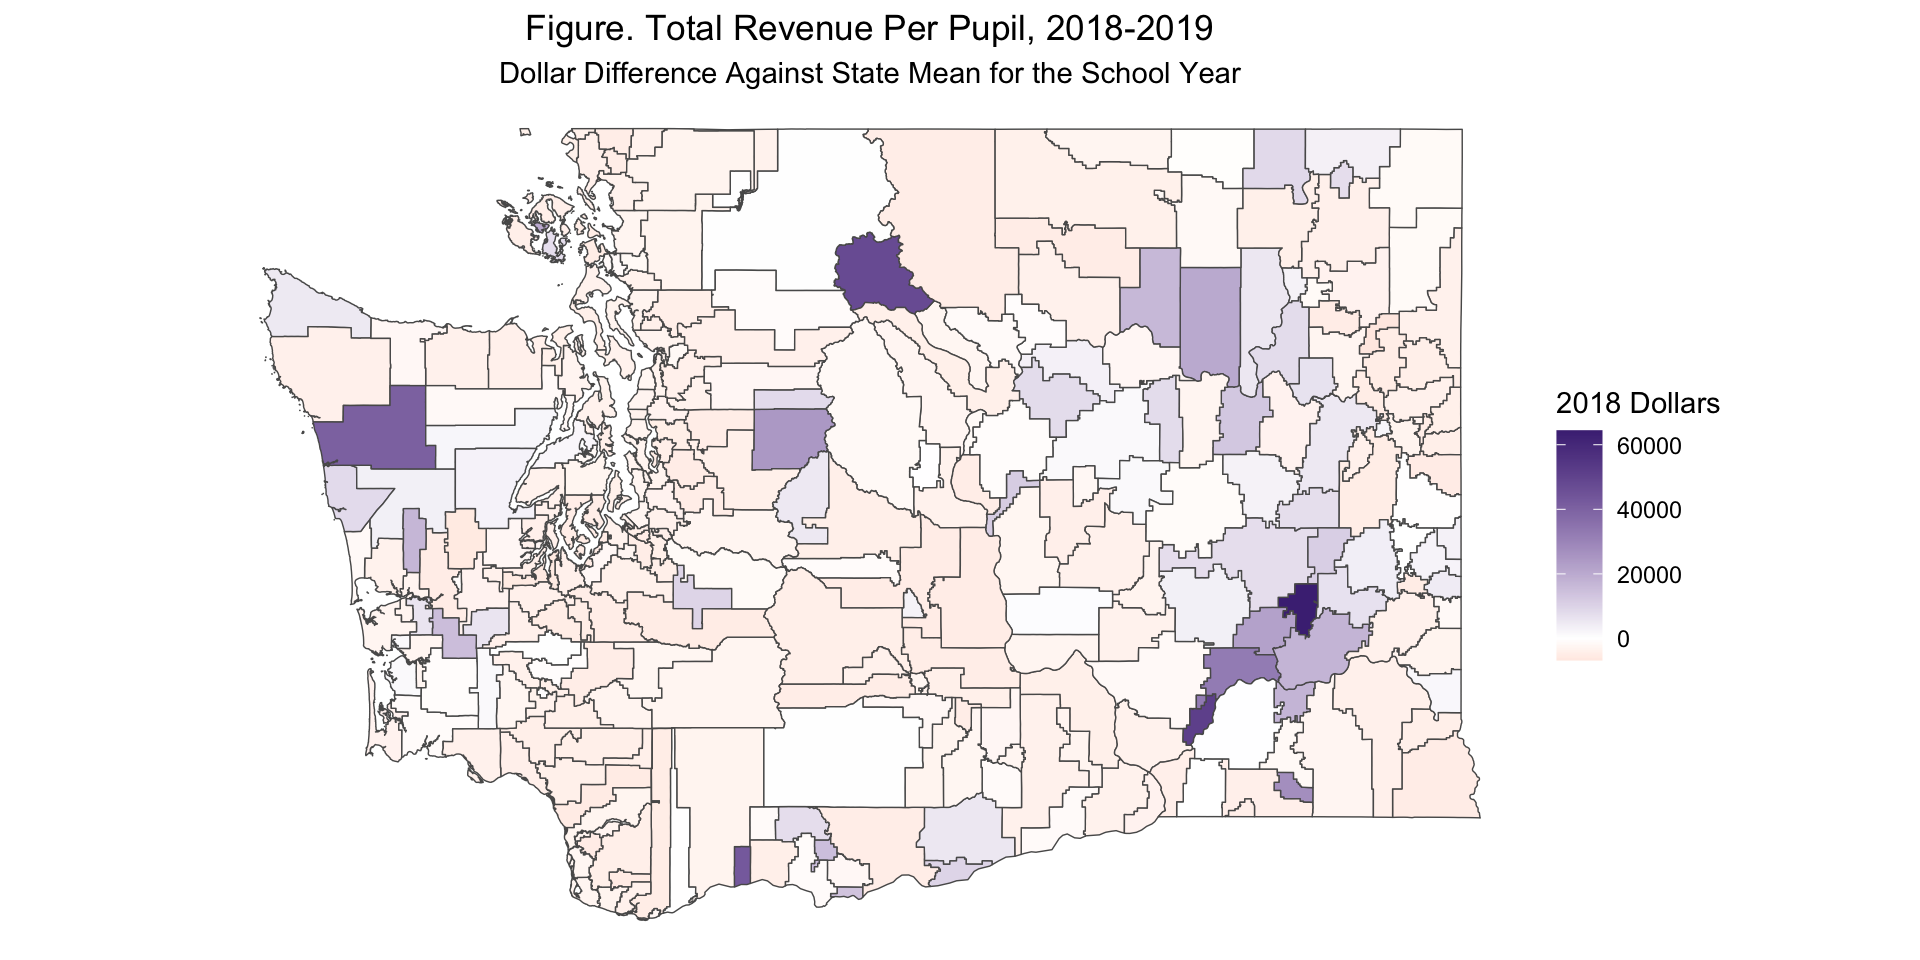 Figure. Total Revenue Per Pupil, 2018-2019
Dollar Difference Against State Mean for the School Year
2018 Dollars
60000
40000
20000
0